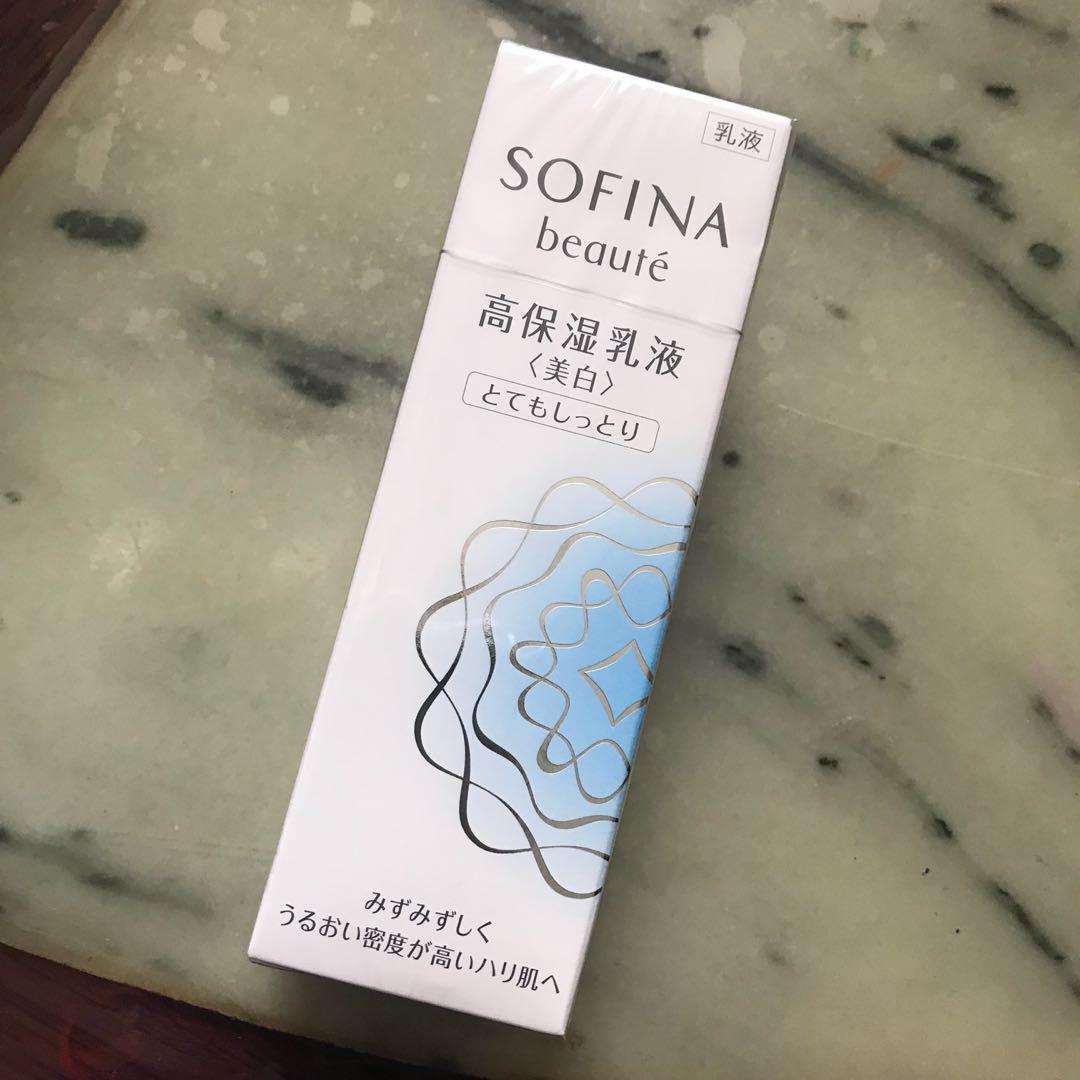 乳液
SOFINA
beauté
高保湿乳液
〈美白〉
とてもしっとり
みずみずしく
うるおい密度が高いハリ肌へ